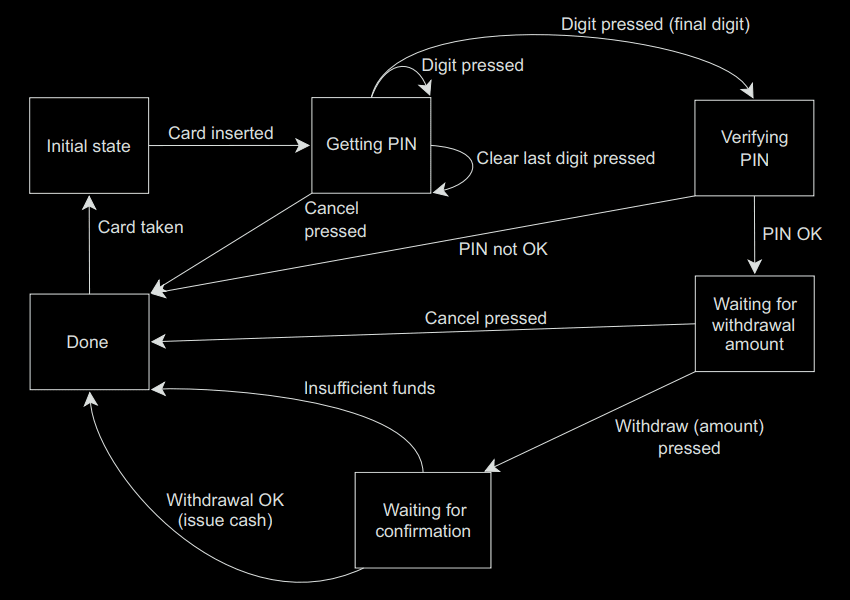 Digit pressed (final digit)
Digit pressed
Initial state
Card inserted
Getting PIN
Clear last digit pressed
Verifying
PIN
Cancel
pressed
Card taken
PIN not OK
PIN OK
Done
Cancel pressed
Waiting for
withdrawal
amount
Insufficient funds
Withdraw (amount)
pressed
Withdrawal OK
(issue cash)
Waiting for
confirmation